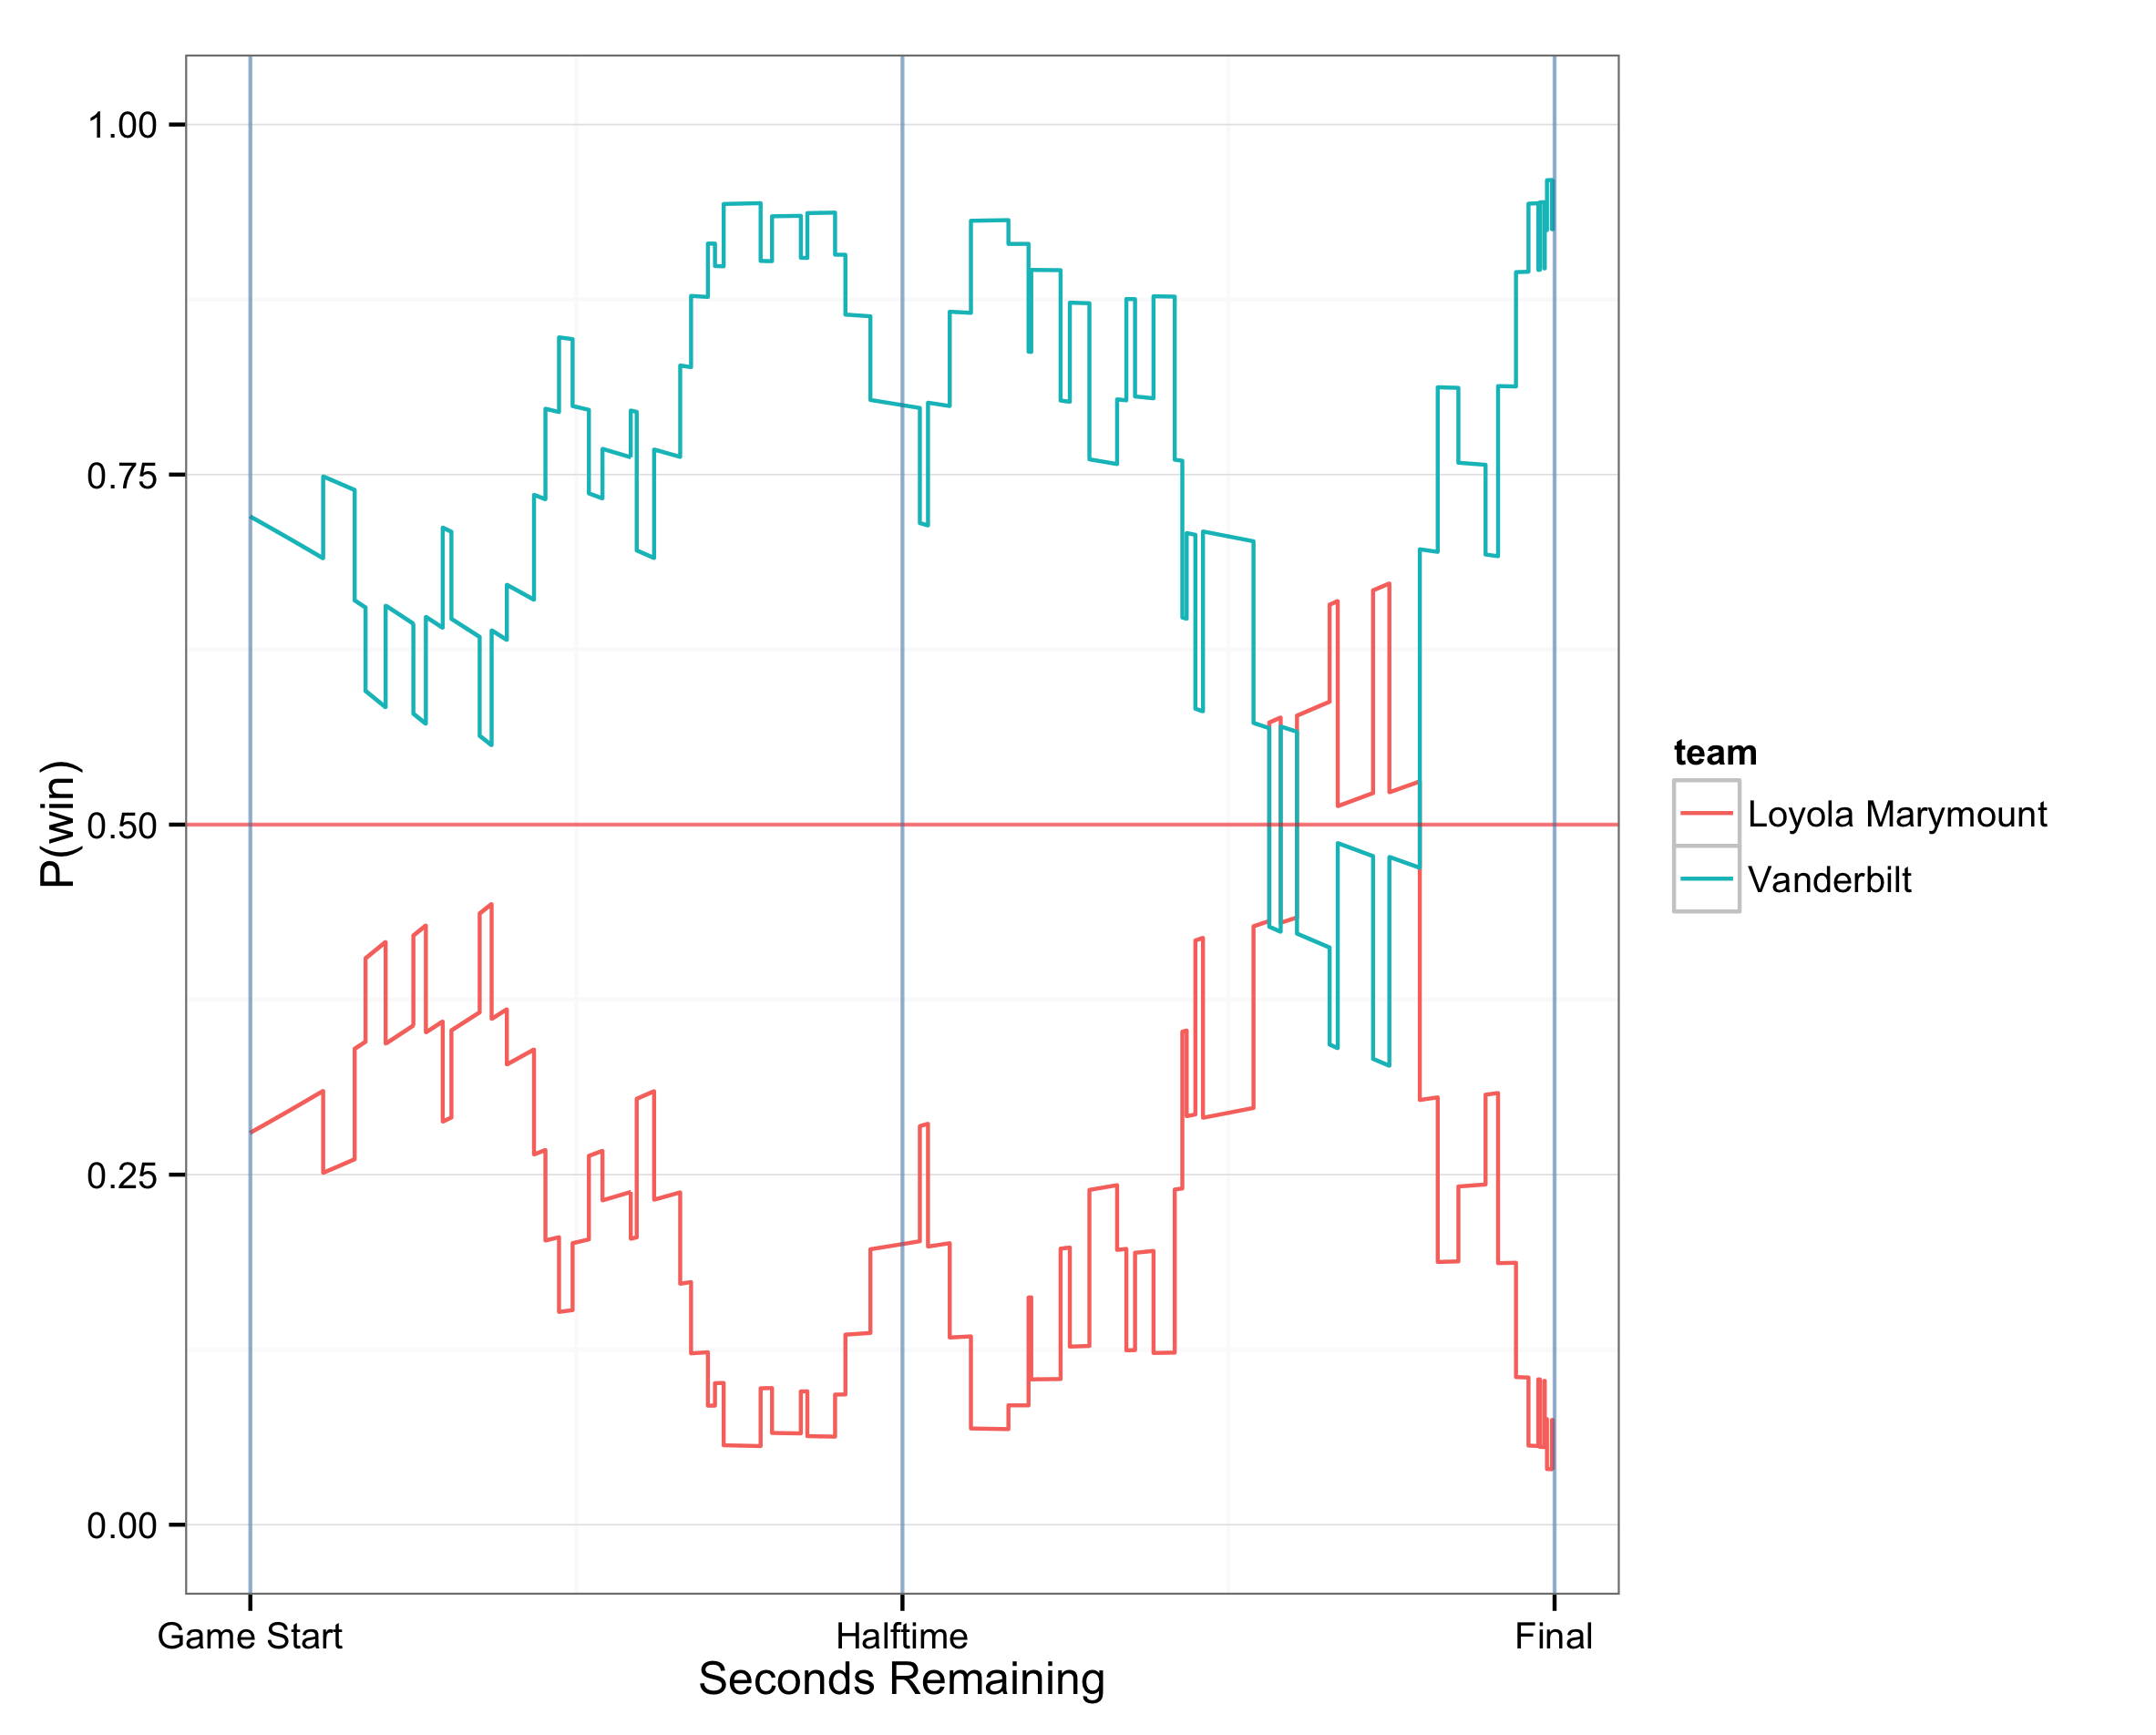 1.00
0.75
0.50
0.25
0.00
P(win)
Game Start
Halftime
Final
Seconds Remaining
team
Loyola Marymount
Vanderbilt